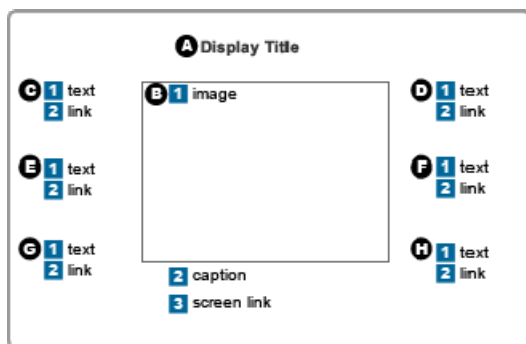 A Display Title
C 1 text
2 link
B 1 image
D 1 text
2 link
E 1 text
2 link
F 1 text
2 link
G 1 text
2 link
H 1 text
2 link
2 caption
3 screen link